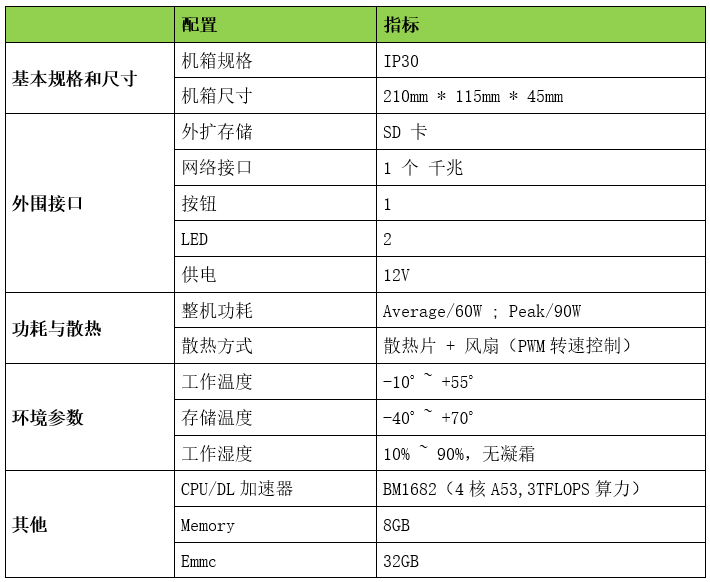 配置 指标
基本规格和尺寸
机箱规格 IP30
机箱尺寸 210mm * 115mm * 45mm
外围接口
外扩存储 SD 卡
网络接口 1 个 千兆
按钮 1
LED 2
供电 12V
功耗与散热
整机功耗 Average/60W ; Peak/90W
散热方式 散热片 + 风扇（PWM 转速控制）
环境参数
工作温度 -10° ~ +55°
存储温度 -40° ~ +70°
工作湿度 10% ~ 90%，无凝霜
其他
CPU/DL 加速器 BM1682（4 核 A53,3TFLOPS 算力）
Memory 8GB
Emmc 32GB